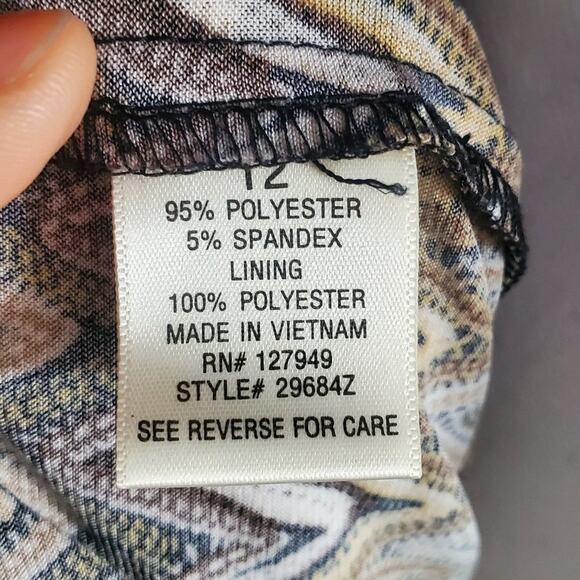 12
95% POLYESTER
5% SPANDEX
LINING
100% POLYESTER
MADE IN VIETNAM
RN# 127949
STYLE# 29684Z
SEE REVERSE FOR CARE